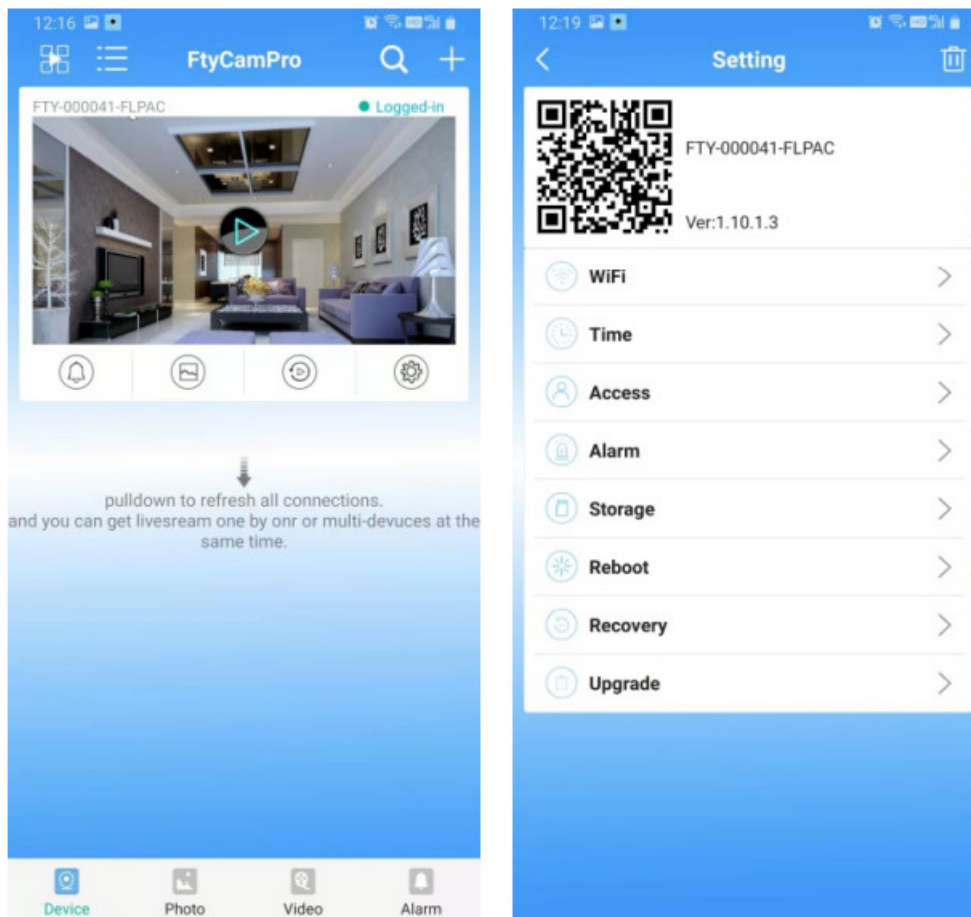 12:16
FtyCamPro
FTY-000041-FLPAC
Logged-in
pulldown to refresh all connections.
and you can get livesream one by onr or multi-devuces at the
same time.
Device
Photo
Video
Alarm
12:19
Setting
FTY-000041-FLPAC
Ver:1.10.1.3
WiFi
Time
Access
Alarm
Storage
Reboot
Recovery
Upgrade